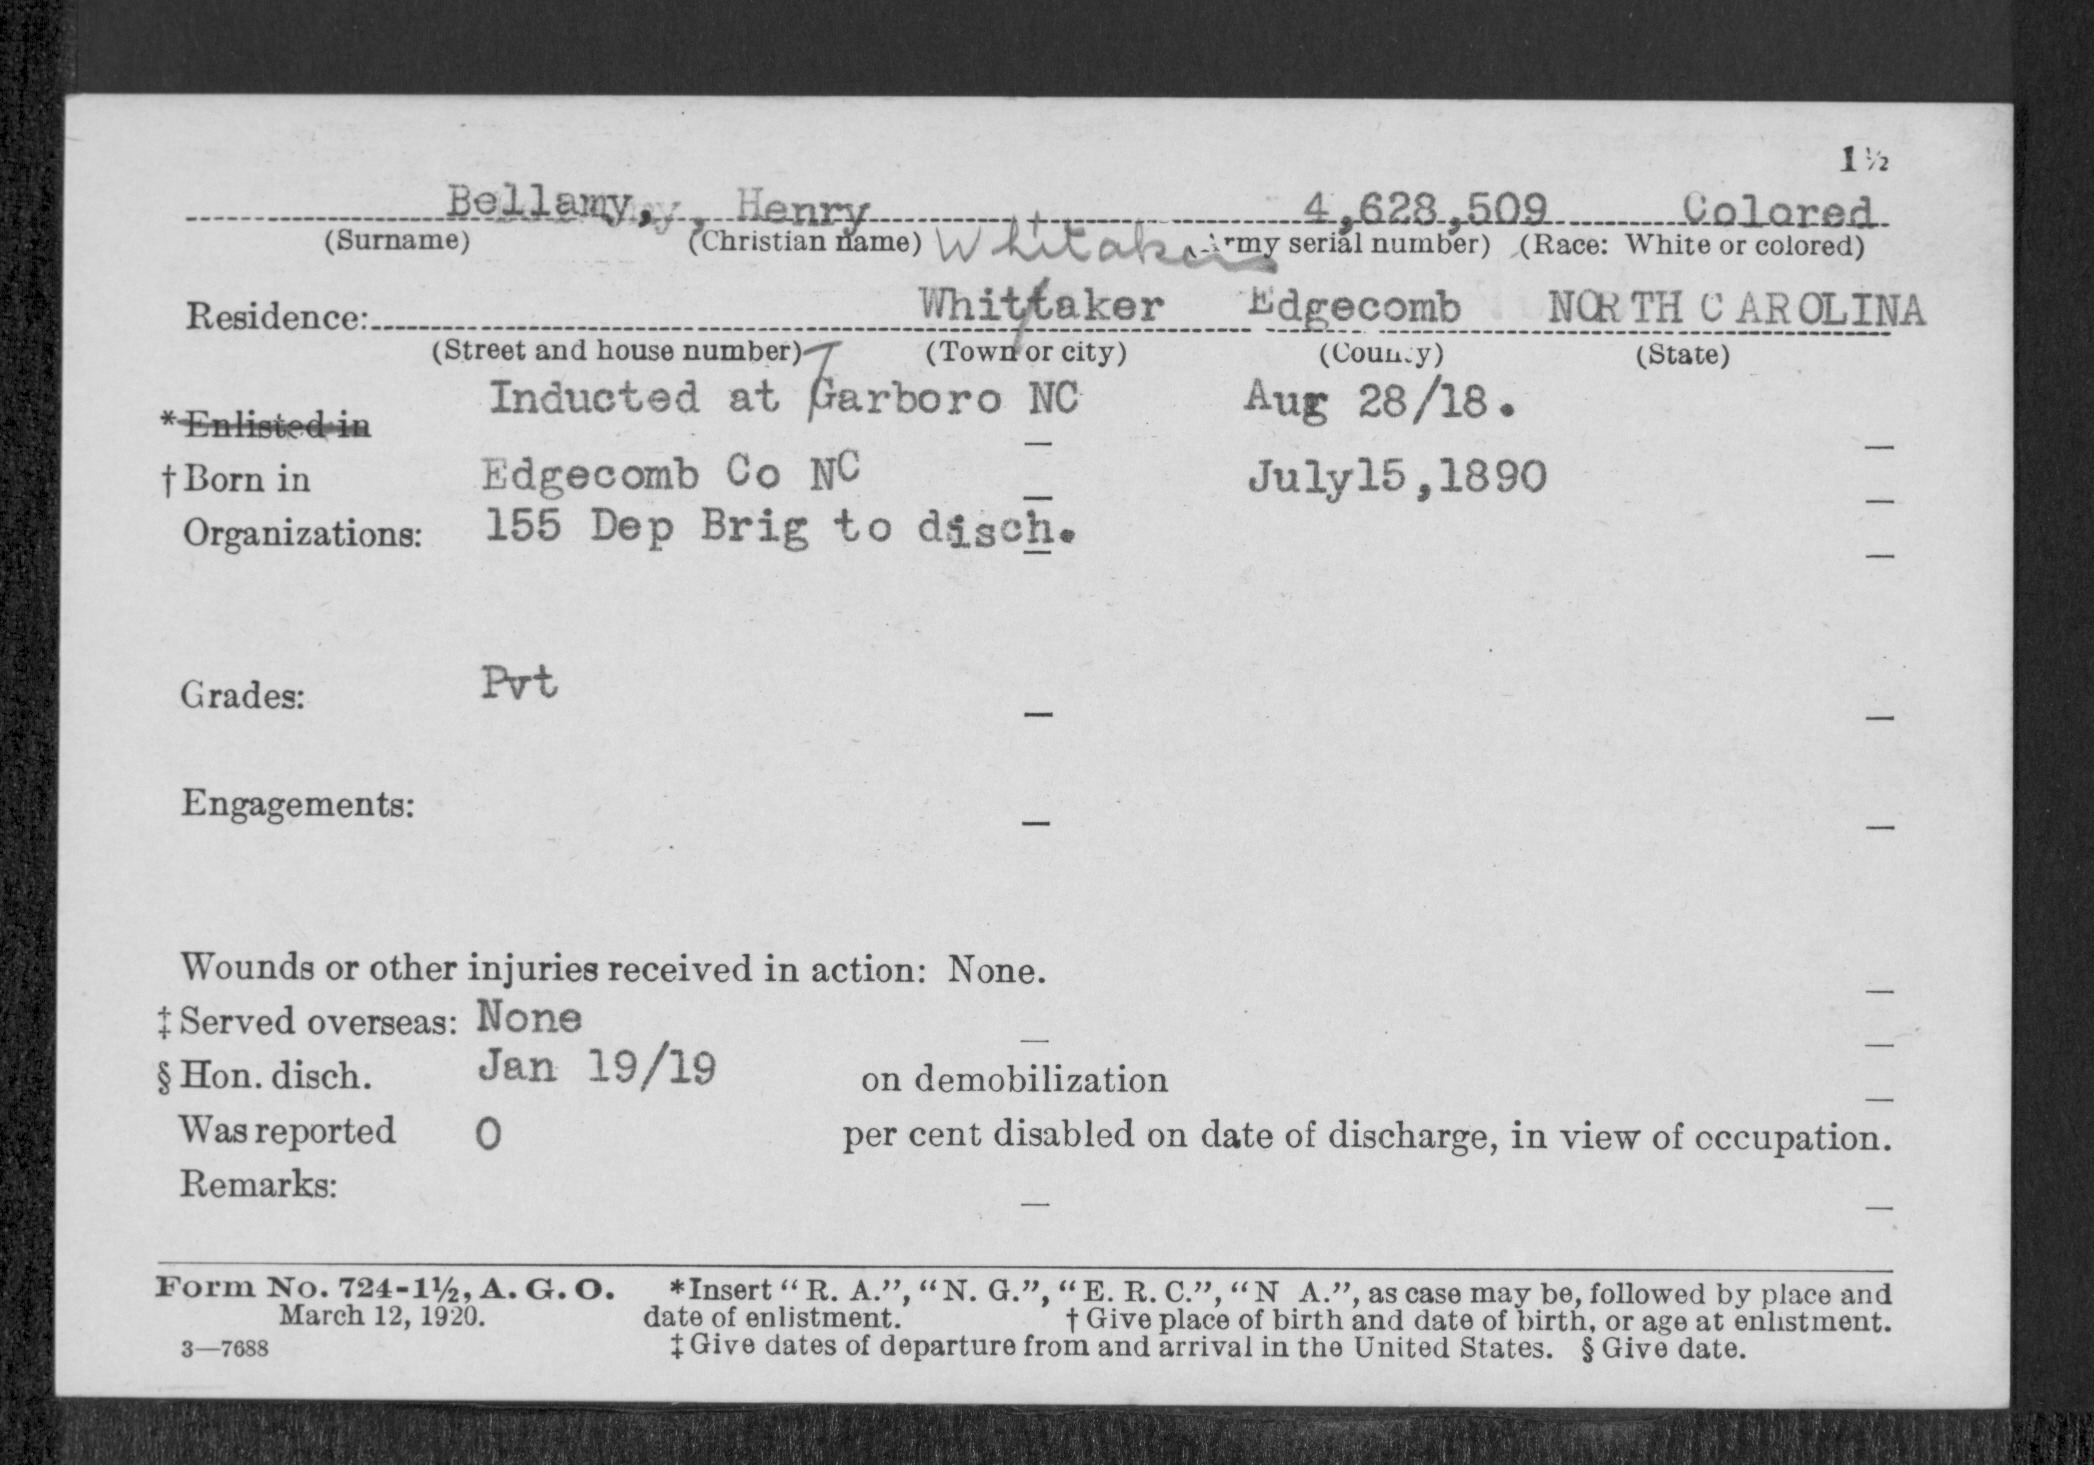 1½
Bellamy, Henry 4,628,509 Colored
(Surname) (Christian name) Whitakers Army serial number) (Race: White or colored)
Residence: Whittaker Edgecomb NORTH CAROLINA
(Street and house number) (Town or city) (County) (State)
T
*Enlisted in Inducted at Garboro NC Aug 28/18.
†Born in Edgecomb Co NC July15,1890
Organizations: 155 Dep Brig to disch.
Grades: Pvt
Engagements:
Wounds or other injuries received in action: None.
‡Served overseas: None
§Hon. disch. Jan 19/19 on demobilization
Was reported 0 per cent disabled on date of discharge, in view of occupation.
Remarks:
Form No. 724-1½, A. G. O. *Insert "R. A.", "N. G.", "E. R. C.", "N A.", as case may be, followed by place and
March 12, 1920. date of enlistment. †Give place of birth and date of birth, or age at enlistment.
3—7688 ‡Give dates of departure from and arrival in the United States. §Give date.